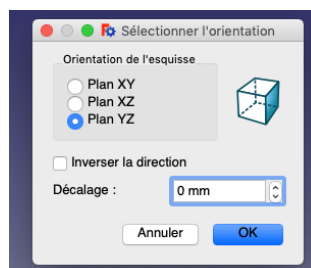 Sélectionner l'orientation
Orientation de l'esquisse
Plan XY
Plan XZ
Plan YZ
Inverser la direction
Décalage :
0 mm
Annuler
OK